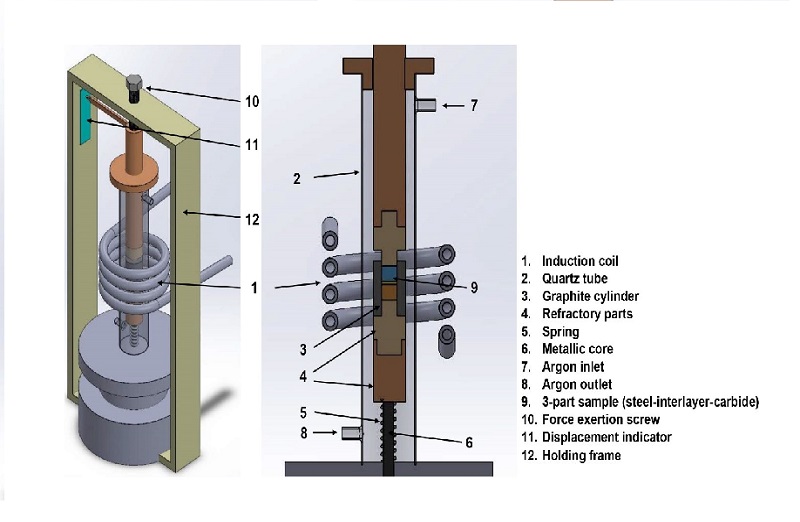 10
11
12
1
2
7
9
3
4
5
8
6
1. Induction coil
2. Quartz tube
3. Graphite cylinder
4. Refractory parts
5. Spring
6. Metallic core
7. Argon inlet
8. Argon outlet
9. 3-part sample (steel-interlayer-carbide)
10. Force exertion screw
11. Displacement indicator
12. Holding frame